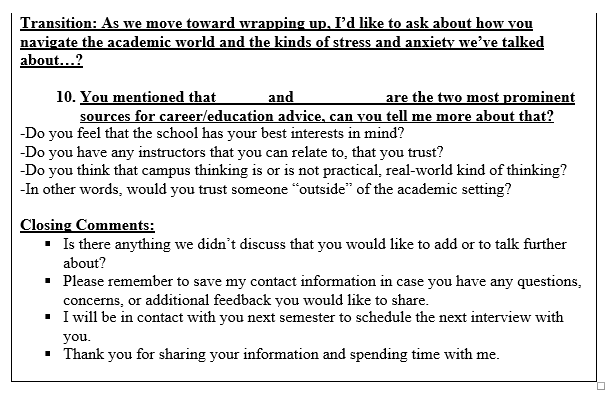 Transition: As we move toward wrapping up, I’d like to ask about how you
navigate the academic world and the kinds of stress and anxiety we’ve talked
about…?
10. You mentioned that ______ and ____________ are the two most prominent
sources for career/education advice, can you tell me more about that?
-Do you feel that the school has your best interests in mind?
-Do you have any instructors that you can relate to, that you trust?
-Do you think that campus thinking is or is not practical, real-world kind of thinking?
-In other words, would you trust someone “outside” of the academic setting?
Closing Comments:
▪ Is there anything we didn’t discuss that you would like to add or to talk further
about?
▪ Please remember to save my contact information in case you have any questions,
concerns, or additional feedback you would like to share.
▪ I will be in contact with you next semester to schedule the next interview with
you.
▪ Thank you for sharing your information and spending time with me.